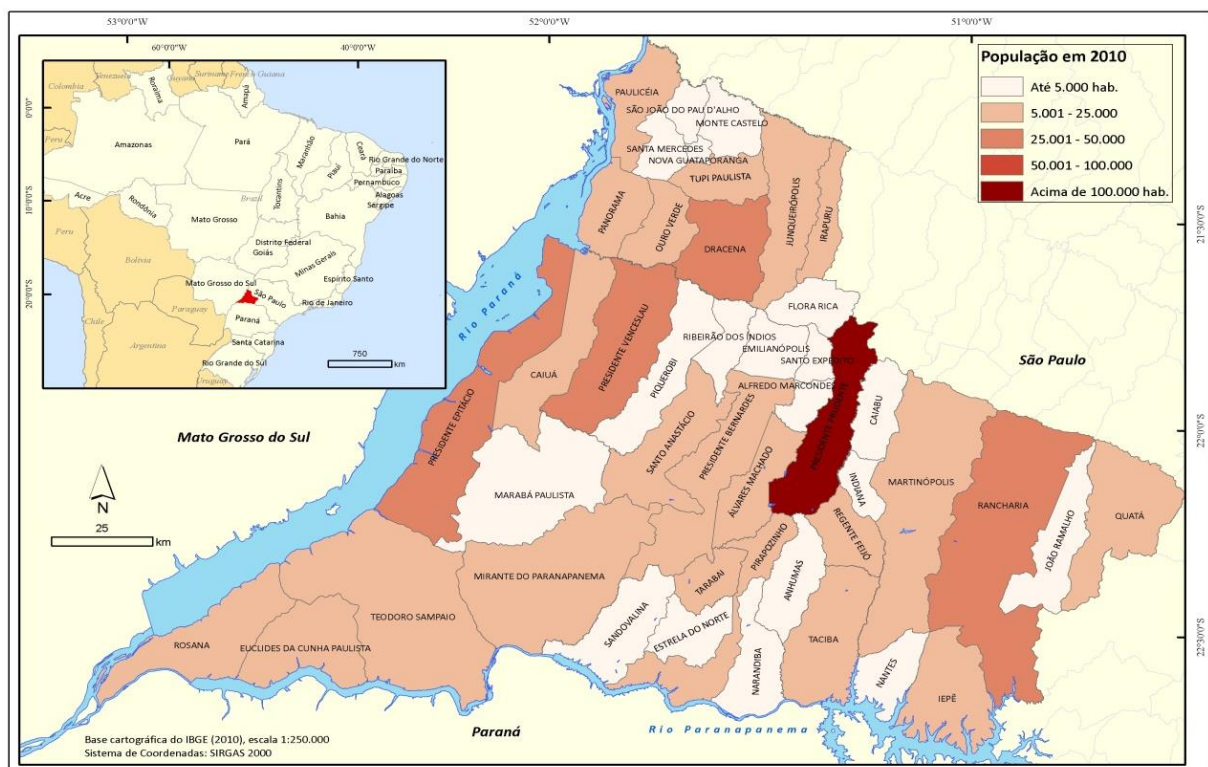 53°0'0"W
52°0'0"W
51°0'0"W
60°0'0"W
40°0'0"W
0°0'0"
10°0'0"S
20°0'0"S
Colombia
Venezuela
Guyana
Suriname
French Guiana
Roraima
Amapá
Amazonas
Pará
Maranhão
Ceará
Rio Grande do Norte
Paraíba
Piauí
Pernambuco
Alagoas
Sergipe
Acre
Rondônia
Tocantins
Brazil
Peru
Peru
Mato Grosso
Bahia
Distrito Federal
Goiás
Bolivia
Minas Gerais
Espírito Santo
Mato Grosso do Sul
São Paulo
Rio de Janeiro
Paraguay
Paraná
Chile
Santa Catarina
Argentina
Rio Grande do Sul
Uruguay
750
km
População em 2010
Até 5.000 hab.
5.001 - 25.000
25.001 - 50.000
50.001 - 100.000
Acima de 100.000 hab.
21°30'0"S
22°0'0"S
22°30'0"S
PAULICÉIA
SÃO JOÃO DO PAU D'ALHO
MONTE CASTELO
SANTA MERCEDES
NOVA GUATAPORANGA
TUPI PAULISTA
PANORAMA
OURO VERDE
DRACENA
JUNQUEIRÓPOLIS
IRAPURU
Rio Paraná
FLORA RICA
RIBEIRÃO DOS ÍNDIOS
EMILIANÓPOLIS
SANTO EXPEDITO
São Paulo
PRESIDENTE VENCESLAU
CAIUÁ
PIQUEROBI
ALFREDO MARCONDES
CAIABU
PRESIDENTE EPITÁCIO
Mato Grosso do Sul
SANTO ANASTÁCIO
PRESIDENTE BERNARDES
ÁLVARES MACHADO
PRESIDENTE PRUDENTE
INDIANA
MARTINÓPOLIS
RANCHARIA
JOÃO RAMALHO
QUATÁ
MARABÁ PAULISTA
N
25
km
REGENTE FEIJÓ
PIRAPOZINHO
MIRANTE DO PARANAPANEMA
TARABAI
ANHUMAS
SANDOVALINA
ESTRELA DO NORTE
TEODORO SAMPAIO
ROSANA
EUCLIDES DA CUNHA PAULISTA
TACIBA
NARANDIBA
NANTES
IEPÊ
Paraná
Rio Paranapanema
Base cartográfica do IBGE (2010), escala 1:250.000
Sistema de Coordenadas: SIRGAS 2000